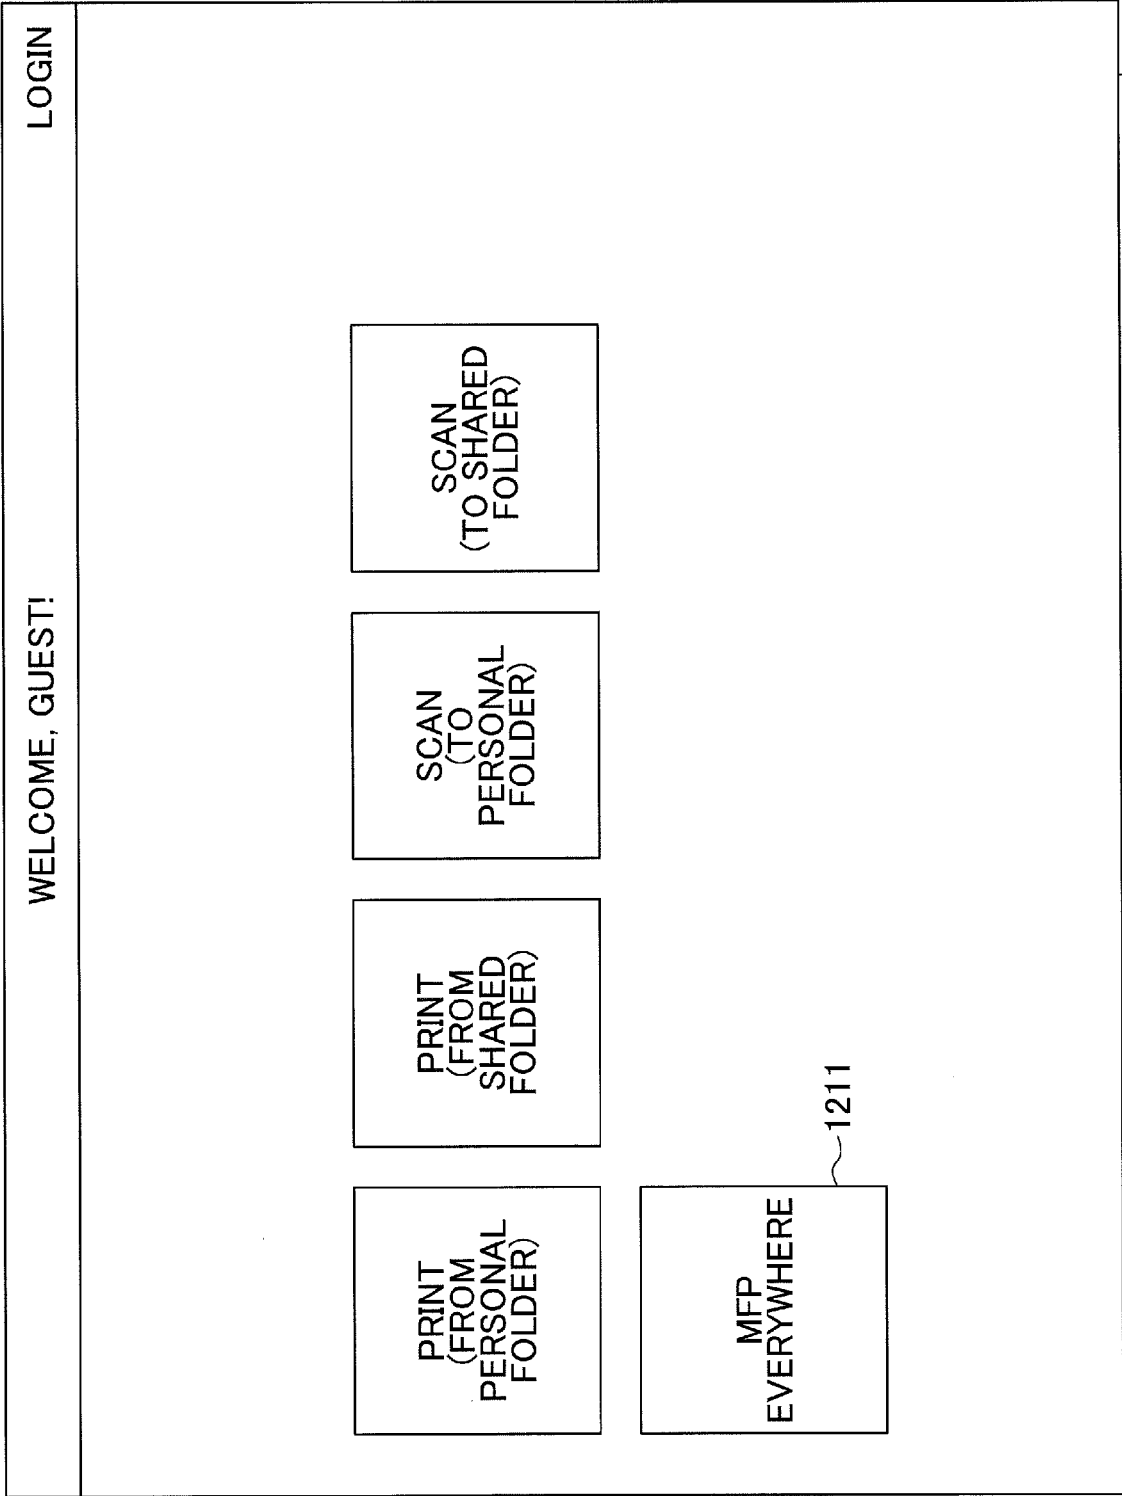 WELCOME, GUEST!
LOGIN
PRINT
(FROM
PERSONAL
FOLDER)
PRINT
(FROM
SHARED
FOLDER)
SCAN
(TO
PERSONAL
FOLDER)
SCAN
(TO SHARED
FOLDER)
MFP
EVERYWHERE
1211